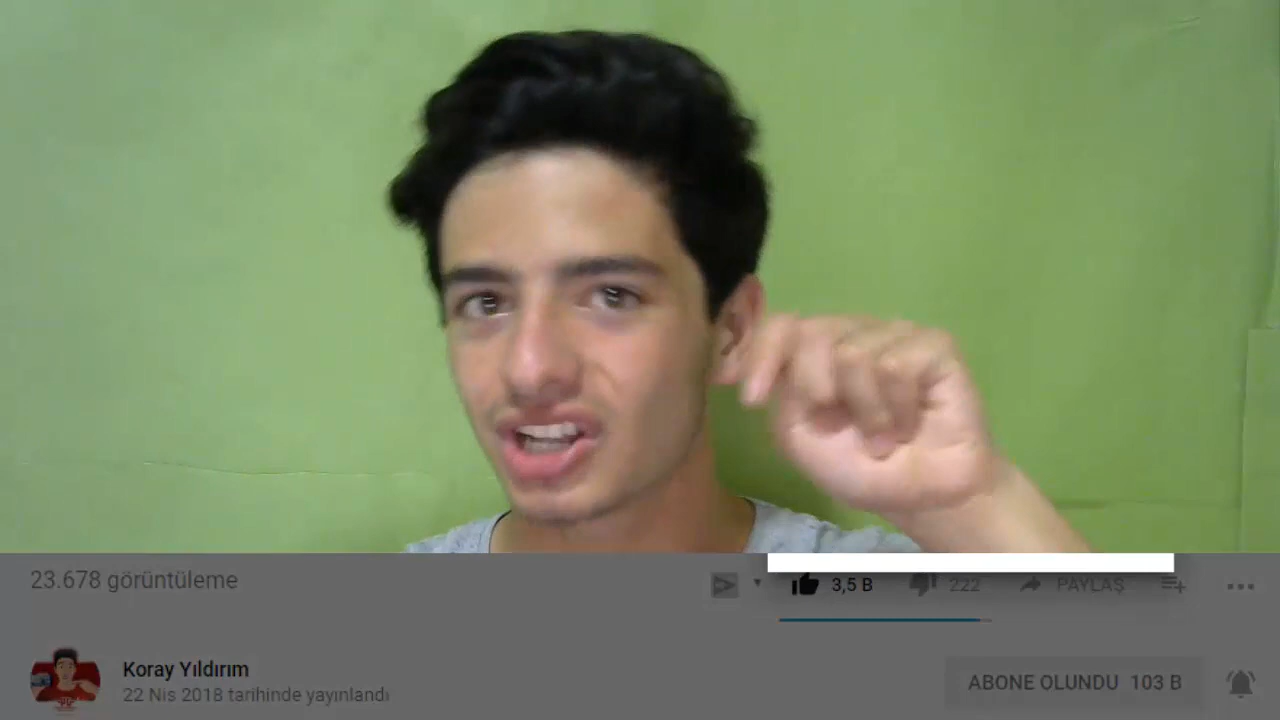 23.678 görüntüleme
3,5 B 222 PAYLAŞ
Koray Yıldırım
22 Nis 2018 tarihinde yayınlandı
ABONE OLUNDU 103 B